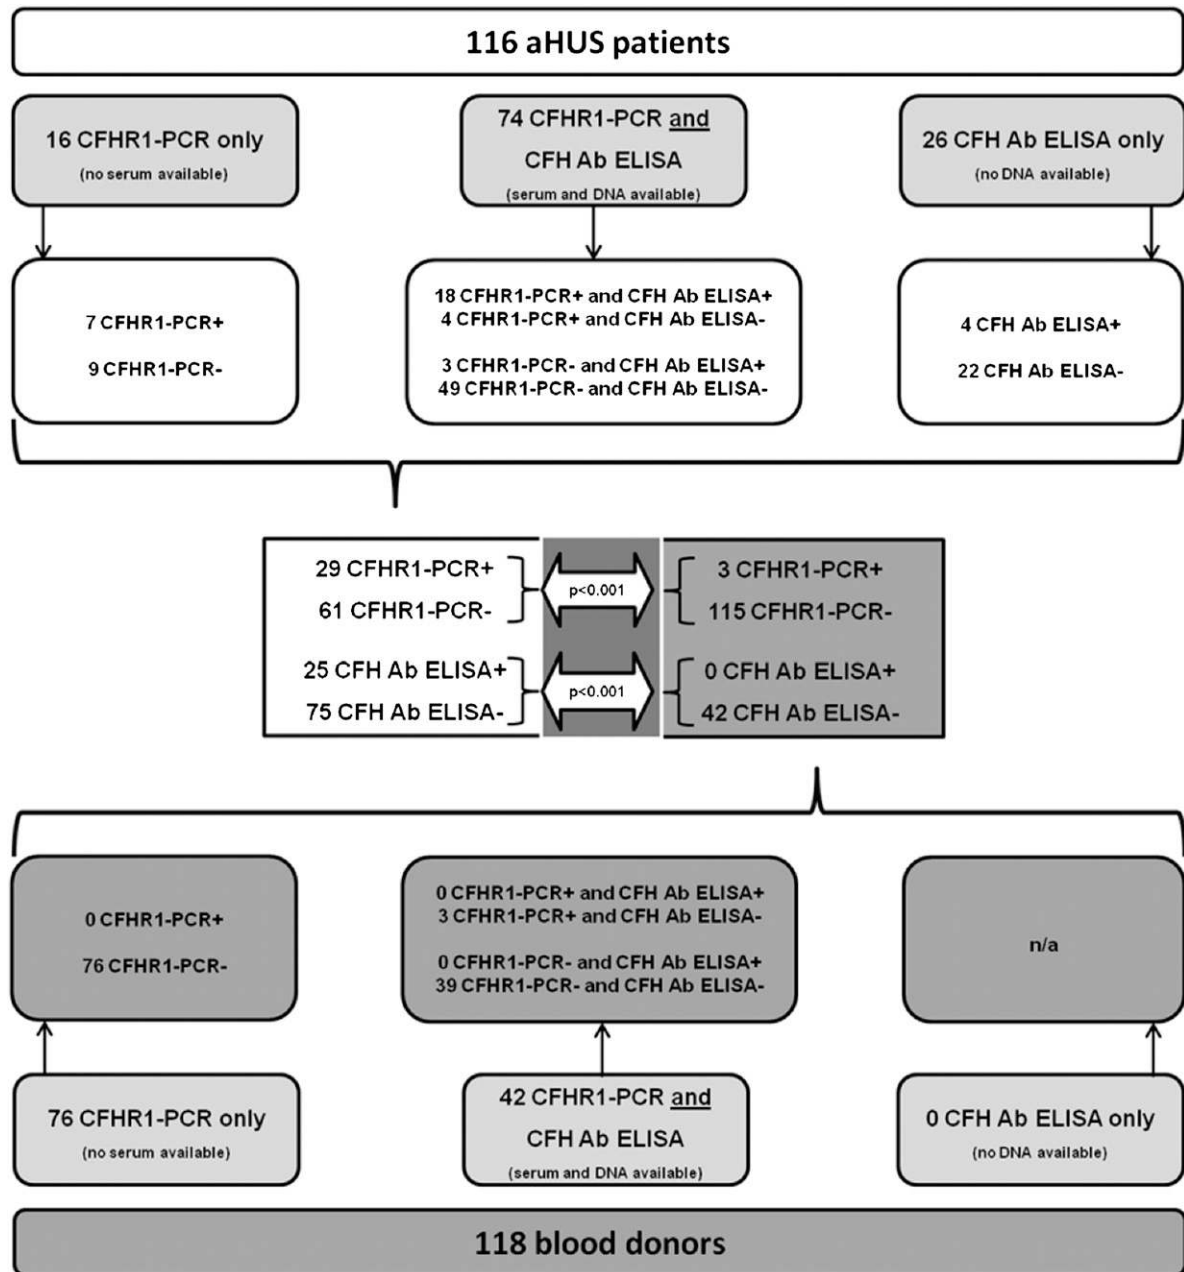 116 aHUS patients
16 CFHR1-PCR only
(no serum available)
74 CFHR1-PCR and
CFH Ab ELISA
(serum and DNA available)
26 CFH Ab ELISA only
(no DNA available)
7 CFHR1-PCR+
9 CFHR1-PCR-
18 CFHR1-PCR+ and CFH Ab ELISA+
4 CFHR1-PCR+ and CFH Ab ELISA-
3 CFHR1-PCR- and CFH Ab ELISA+
49 CFHR1-PCR- and CFH Ab ELISA-
4 CFH Ab ELISA+
22 CFH Ab ELISA-
29 CFHR1-PCR+
61 CFHR1-PCR-
p<0.001
3 CFHR1-PCR+
115 CFHR1-PCR-
25 CFH Ab ELISA+
75 CFH Ab ELISA-
p<0.001
0 CFH Ab ELISA+
42 CFH Ab ELISA-
0 CFHR1-PCR+
76 CFHR1-PCR-
0 CFHR1-PCR+ and CFH Ab ELISA+
3 CFHR1-PCR+ and CFH Ab ELISA-
0 CFHR1-PCR- and CFH Ab ELISA+
39 CFHR1-PCR- and CFH Ab ELISA-
n/a
76 CFHR1-PCR only
(no serum available)
42 CFHR1-PCR and
CFH Ab ELISA
(serum and DNA available)
0 CFH Ab ELISA only
(no DNA available)
118 blood donors